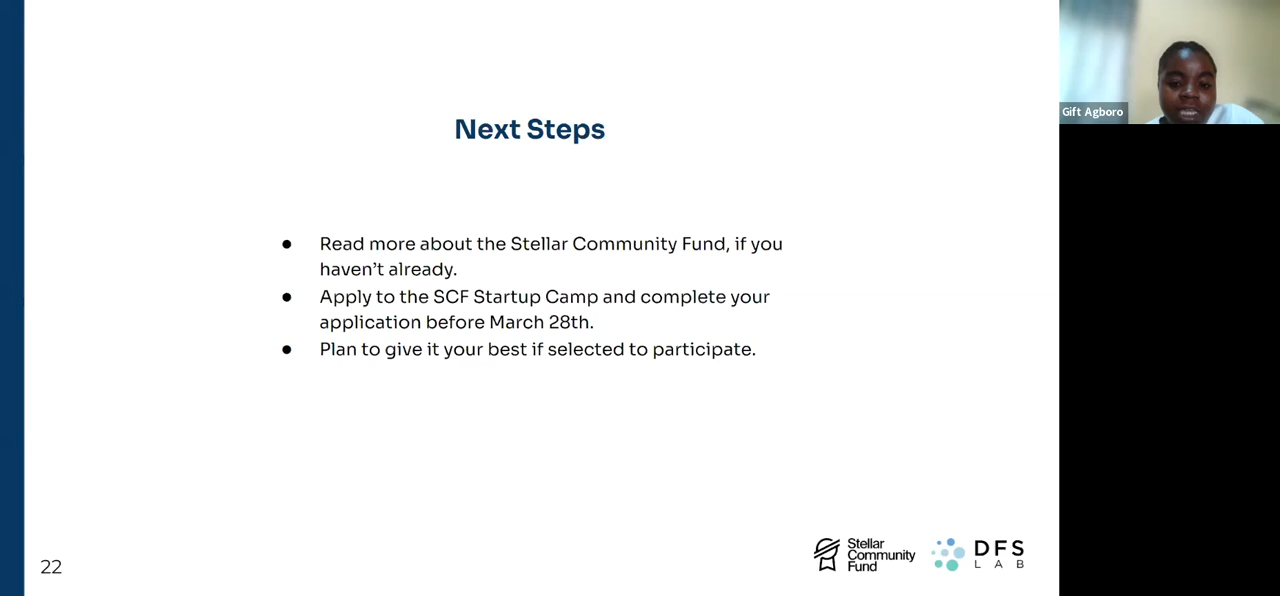 Next Steps
● Read more about the Stellar Community Fund, if you
haven’t already.
● Apply to the SCF Startup Camp and complete your
application before March 28th.
● Plan to give it your best if selected to participate.
22
Stellar
Community
Fund
DFS
LAB
Gift Agboro